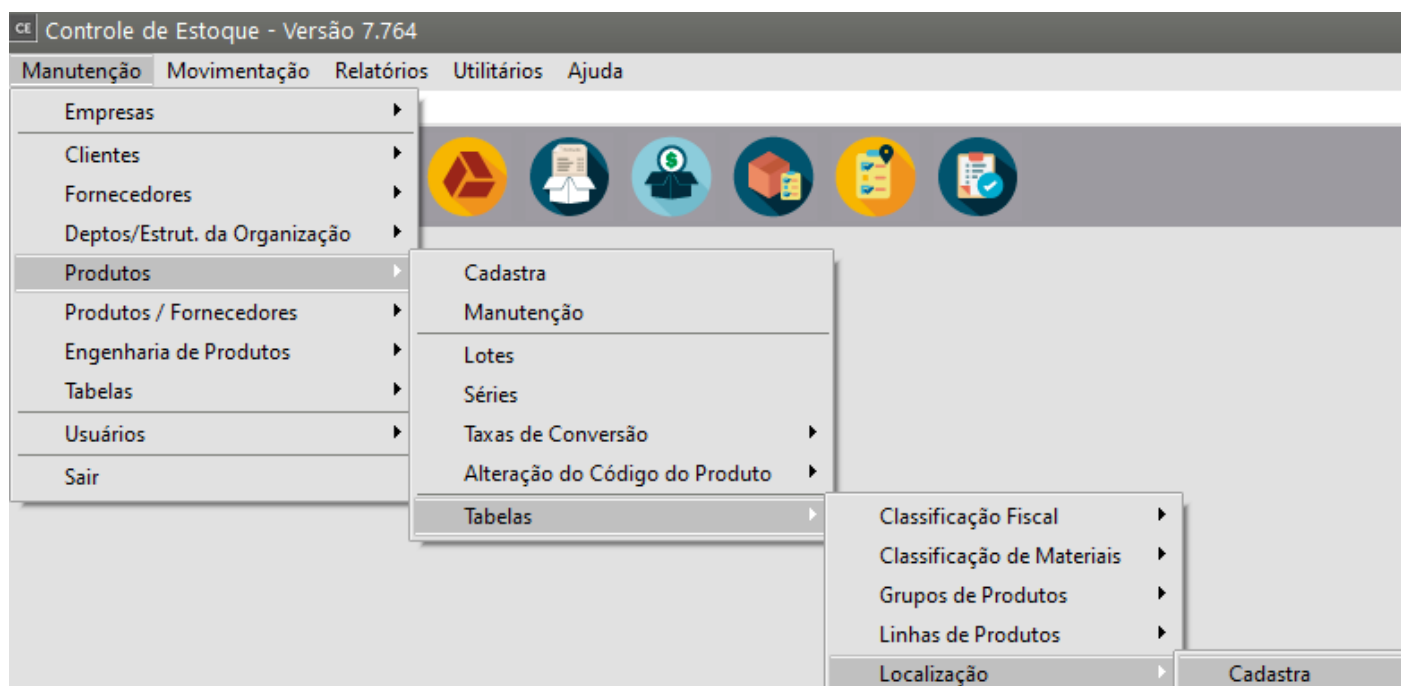 CE Controle de Estoque - Versão 7.764
Manutenção Movimentação Relatórios Utilitários Ajuda
Empresas
Clientes
Fornecedores
Deptos/Estrut. da Organização
Produtos
Produtos / Fornecedores
Engenharia de Produtos
Tabelas
Usuários
Sair
Cadastra
Manutenção
Lotes
Séries
Taxas de Conversão
Alteração do Código do Produto
Tabelas
Classificação Fiscal
Classificação de Materiais
Grupos de Produtos
Linhas de Produtos
Localização
Cadastra